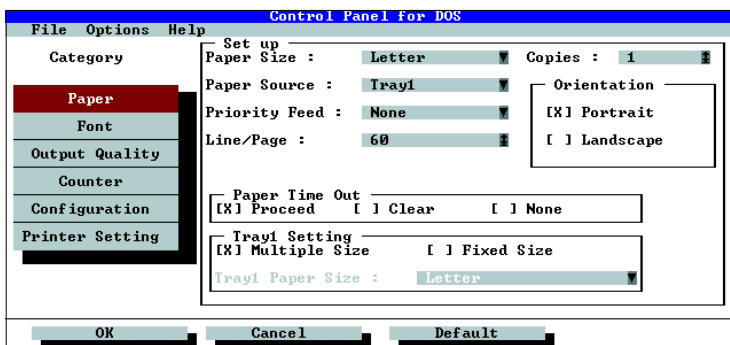 Control Panel for DOS
File Options Help
Category
Paper
Font
Output Quality
Counter
Configuration
Printer Setting
Set up
Paper Size : Letter
Copies : 1
Paper Source : Tray1
Priority Feed : None
Line/Page : 60
Orientation
[X] Portrait
[ ] Landscape
Paper Time Out
[X] Proceed [ ] Clear [ ] None
Tray1 Setting
[X] Multiple Size [ ] Fixed Size
Tray1 Paper Size : Letter
OK Cancel Default